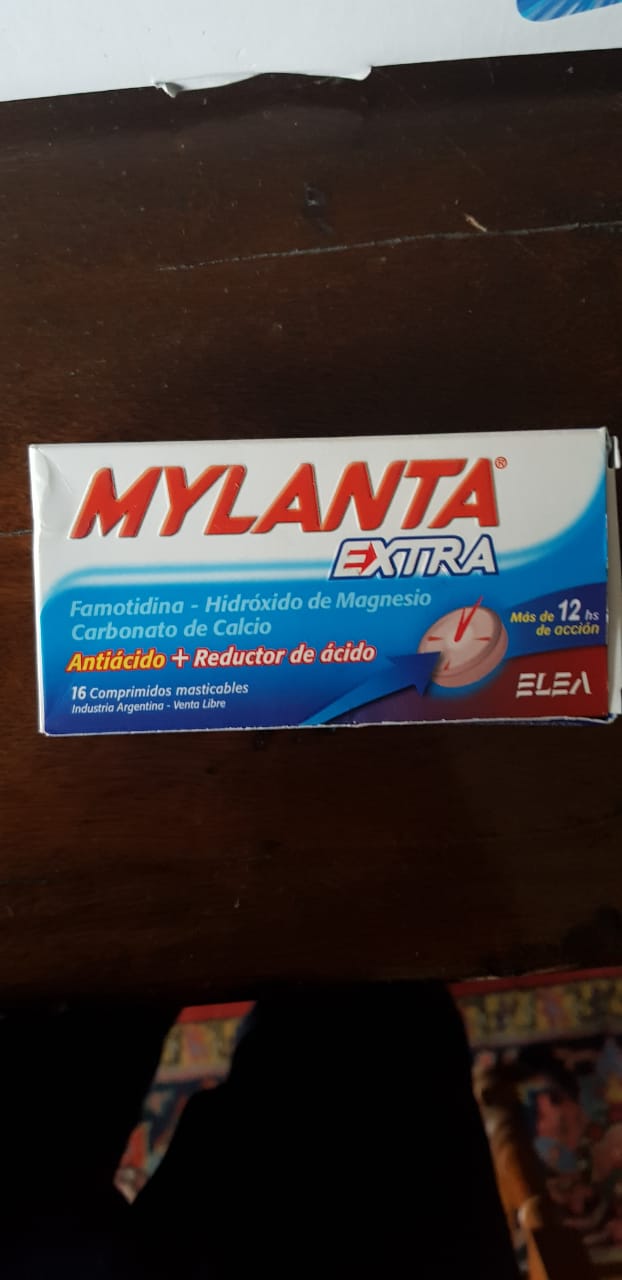 MYLANTA®
EXTRA
Famotidina - Hidróxido de Magnesio
Carbonato de Calcio
Antiácido + Reductor de ácido
16 Comprimidos masticables
Industria Argentina - Venta Libre
Más de 12 hs
de acción
ELEA